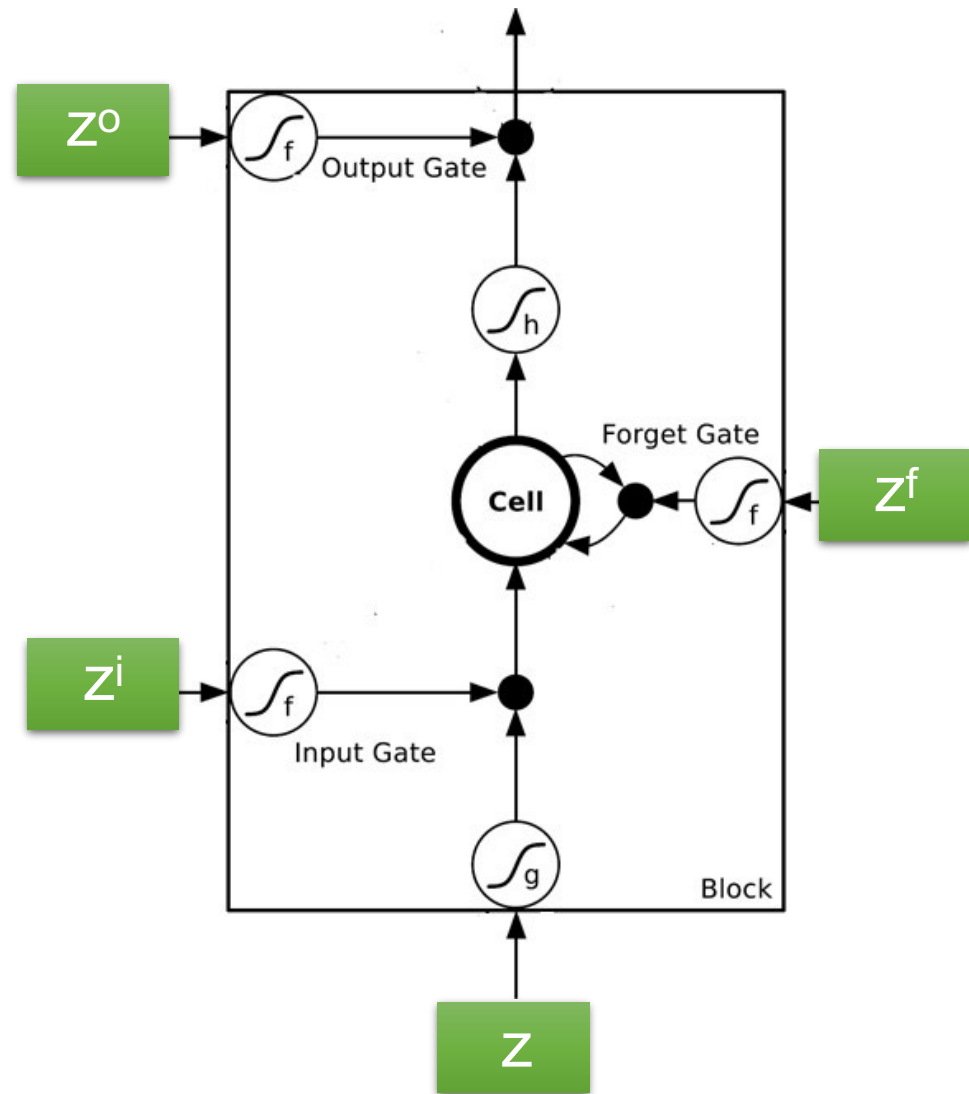 zᵒ
f
Output Gate
h
Forget Gate
Cell
f
zᶠ
zⁱ
f
Input Gate
g
Block
z